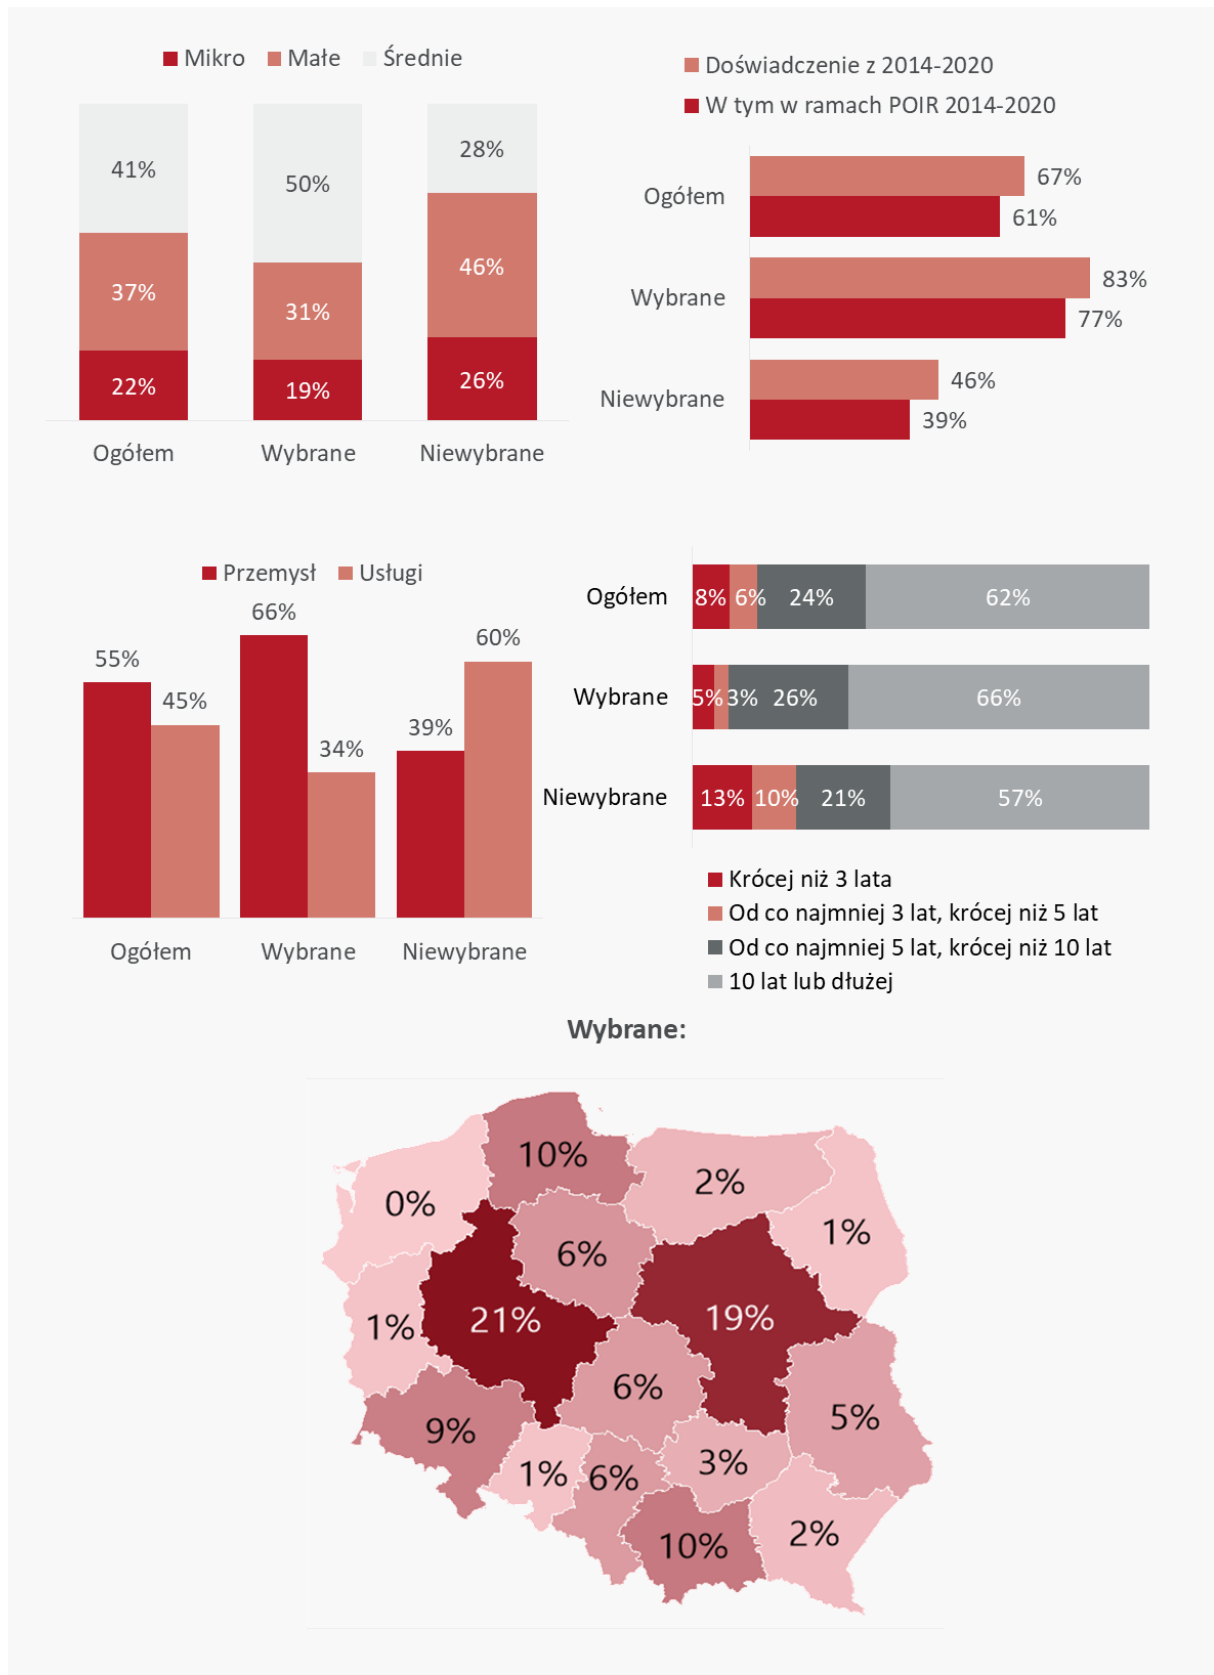 Mikro Małe Średnie
41% 50% 28%
37% 31% 46%
22% 19% 26%
Ogółem Wybrane Niewybrane
Doświadczenie z 2014-2020
W tym w ramach POIR 2014-2020
Ogółem 67%
61%
Wybrane 83%
77%
Niewybrane 46%
39%
Przemysł Usługi
55% 45% 66% 34% 39% 60%
Ogółem Wybrane Niewybrane
Ogółem 8% 6% 24% 62%
Wybrane 5% 3% 26% 66%
Niewybrane 13% 10% 21% 57%
Krócej niż 3 lata
Od co najmniej 3 lat, krócej niż 5 lat
Od co najmniej 5 lat, krócej niż 10 lat
10 lat lub dłużej
Wybrane:
10%
2%
0%
1%
6%
21%
19%
1%
6%
5%
9%
3%
1%
6%
2%
10%